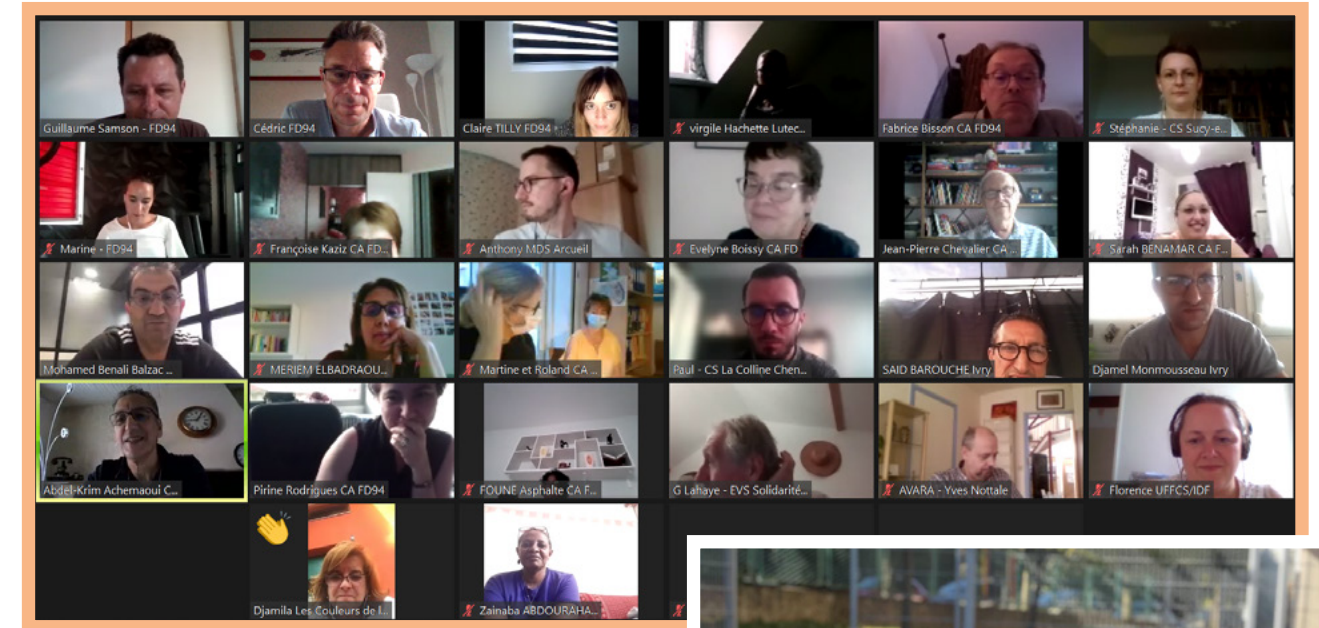 Guillaume Samson - FD94
Cédric FD94
Claire TILLY FD94
virgile Hachette Lutec...
Fabrice Bisson CA FD94
Stéphanie - CS Sucy-e...
Marine - FD94
Françoise Kaziz CA FD...
Anthony MDS Arcueil
Evelyne Boissy CA FD
Jean-Pierre Chevalier CA ...
Sarah BENAMAR CA F...
Mohamed Benali Balzac ...
MERIEM ELBADRAOU...
Martine et Roland CA ...
Paul - CS La Colline Chen...
SAID BAROUCHE Ivry
Djamel Monmousseau Ivry
Abdel-Krim Achemaoui C...
Pirine Rodrigues CA FD94
FOUNE Asphalte CA F...
G Lahaye - EVS Solidarité...
AVARA - Yves Nottale
Florence UFFCS/IDF
Djamila Les Couleurs de l...
Zainaba ABDOURAHA...